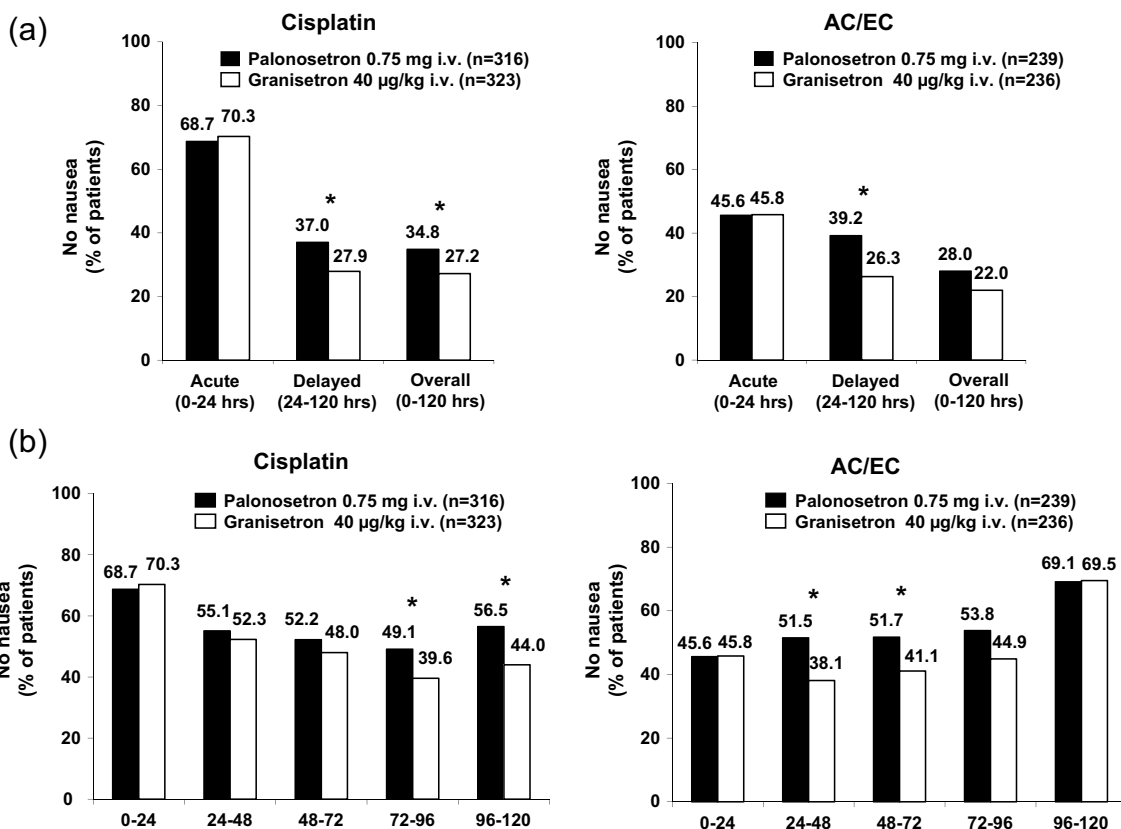 (a)
Cisplatin
100
80
60
40
20
0
No nausea
(% of patients)
Palonosetron 0.75 mg i.v. (n=316)
Granisetron 40 µg/kg i.v. (n=323)
68.7
70.3
*
37.0
27.9
*
34.8
27.2
Acute
(0-24 hrs)
Delayed
(24-120 hrs)
Overall
(0-120 hrs)
AC/EC
100
80
60
40
20
0
No nausea
(% of patients)
Palonosetron 0.75 mg i.v. (n=239)
Granisetron 40 µg/kg i.v. (n=236)
45.6
45.8
*
39.2
26.3
28.0
22.0
Acute
(0-24 hrs)
Delayed
(24-120 hrs)
Overall
(0-120 hrs)
(b)
Cisplatin
100
80
60
40
20
0
No nausea
(% of patients)
Palonosetron 0.75 mg i.v. (n=316)
Granisetron 40 µg/kg i.v. (n=323)
68.7
70.3
55.1
52.3
52.2
48.0
*
49.1
39.6
*
56.5
44.0
0-24
24-48
48-72
72-96
96-120
AC/EC
100
80
60
40
20
0
No nausea
(% of patients)
Palonosetron 0.75 mg i.v. (n=239)
Granisetron 40 µg/kg i.v. (n=236)
45.6
45.8
*
51.5
38.1
*
51.7
41.1
53.8
44.9
69.1
69.5
0-24
24-48
48-72
72-96
96-120